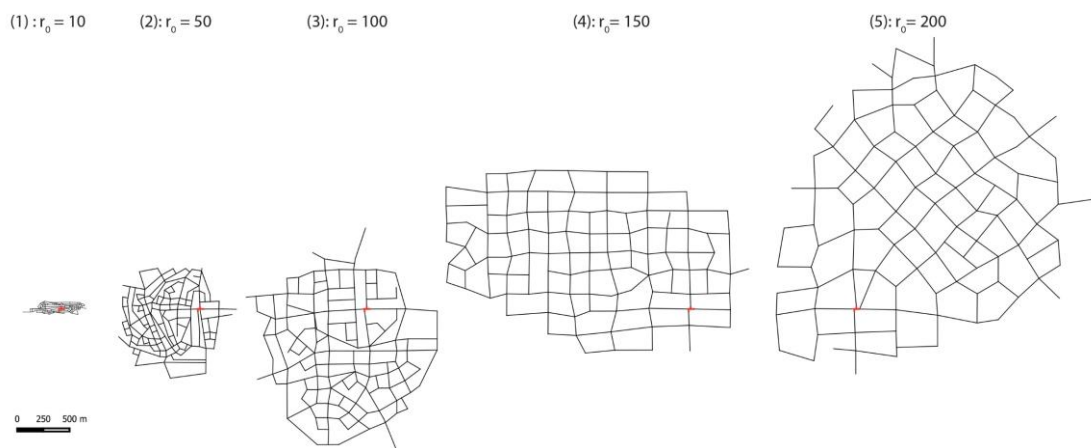 (1) : r₀ = 10
(2): r₀ = 50
(3): r₀ = 100
(4): r₀ = 150
(5): r₀= 200
0 250 500 m